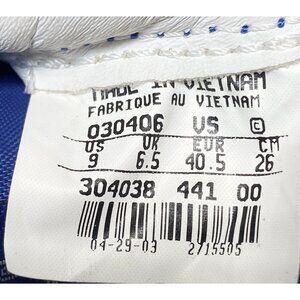 MADE IN VIETNAM
FABRIQUE AU VIETNAM
030406 US ©
US UK EUR CM
9 6.5 40.5 26
304038 441 00
04-29-03 2715505